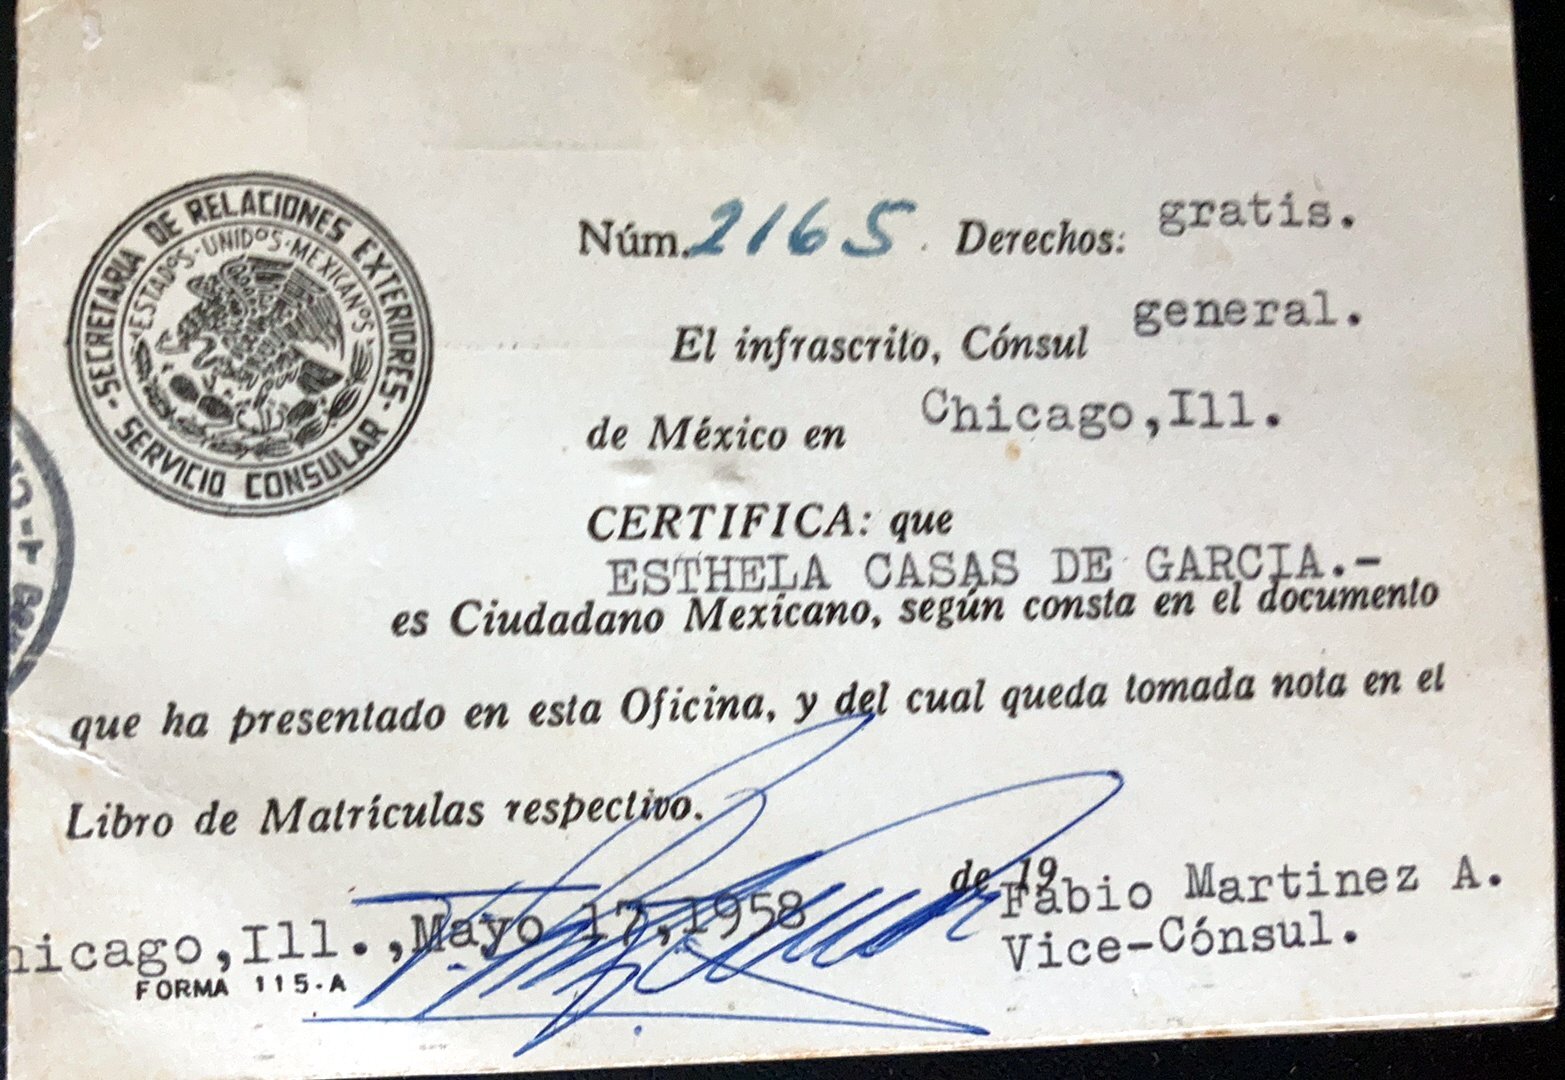 SECRETARIA DE RELACIONES EXTERIORES
ESTADOS·UNIDOS·MEXICANOS
SERVICIO CONSULAR
Núm. 2165. Derechos: gratis.
El infrascrito, Cónsul general.
de México en Chicago,Ill.
CERTIFICA: que
ESTHELA CASAS DE GARCIA.-
es Ciudadano Mexicano, según consta en el documento
que ha presentado en esta Oficina, y del cual queda tomada nota en el
Libro de Matrículas respectivo.
de 19
hicago,Ill.,Mayo 17,1958 Fabio Martinez A.
Vice-Cónsul.
FORMA 115-A